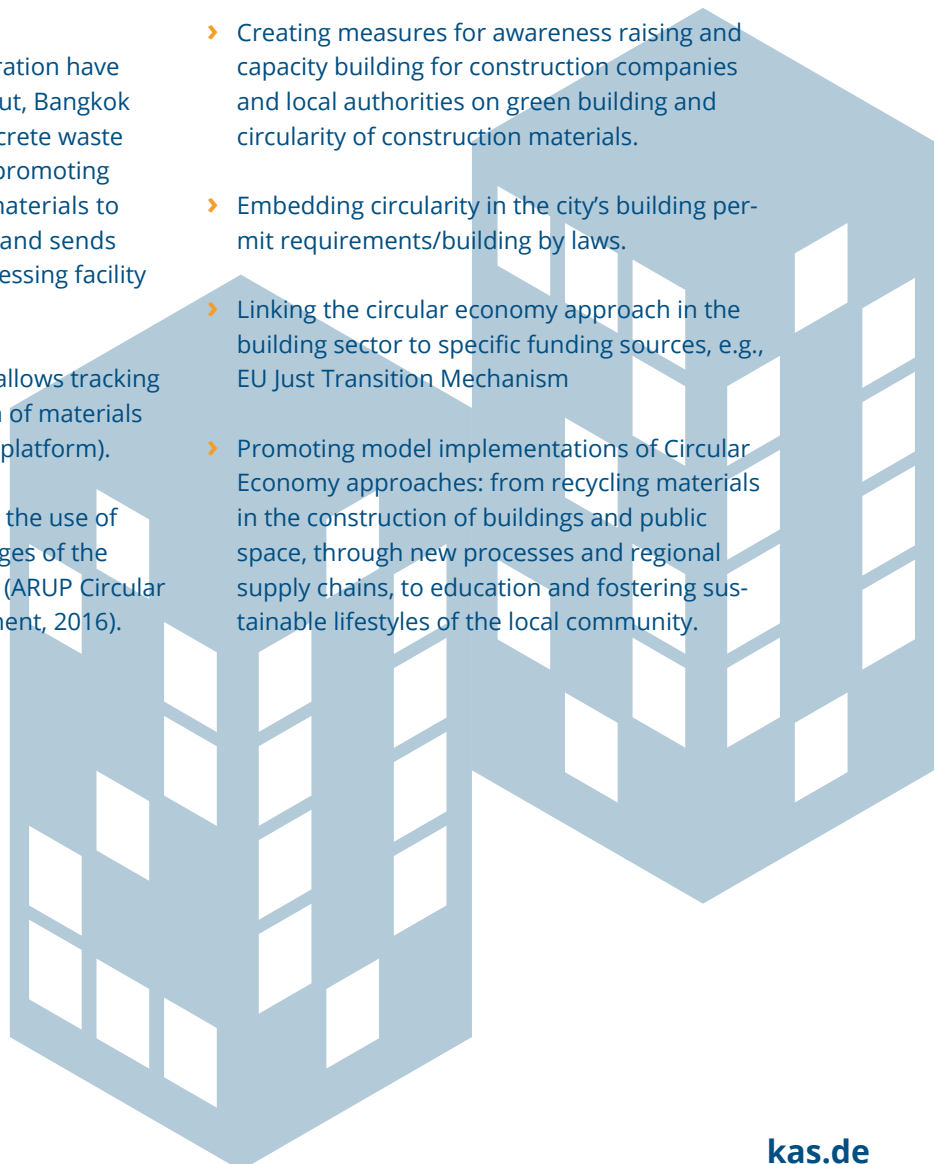 ration have
ut, Bangkok
crete waste
promoting
naterials to
and sends
essing facility
allows tracking
n of materials
platform).
the use of
ges of the
(ARUP Circular
nent, 2016).
› Creating measures for awareness raising and
capacity building for construction companies
and local authorities on green building and
circularity of construction materials.
› Embedding circularity in the city's building per-
mit requirements/building by laws.
› Linking the circular economy approach in the
building sector to specific funding sources, e.g.,
EU Just Transition Mechanism
› Promoting model implementations of Circular
Economy approaches: from recycling materials
in the construction of buildings and public
space, through new processes and regional
supply chains, to education and fostering sus-
tainable lifestyles of the local community.
kas.de